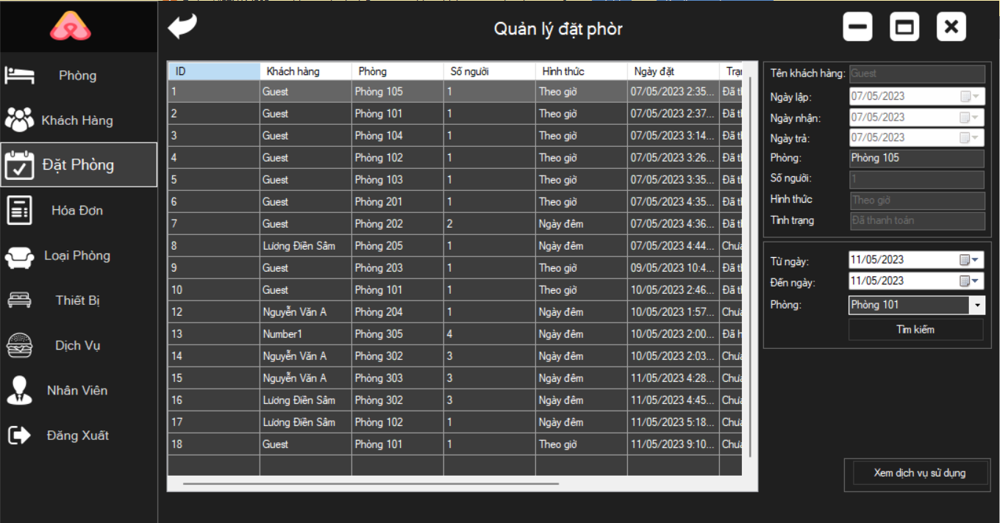 Quản lý đặt phòr
Phòng
Khách Hàng
Đặt Phòng
Hóa Đơn
Loại Phòng
Thiết Bị
Dịch Vụ
Nhân Viên
Đăng Xuất
ID Khách hàng Phòng Số người Hình thức Ngày đặt Trạ
1 Guest Phòng 105 1 Theo giờ 07/05/2023 2:35... Đã tl
2 Guest Phòng 101 1 Theo giờ 07/05/2023 2:37... Đã tl
3 Guest Phòng 104 1 Theo giờ 07/05/2023 3:14... Đã tl
4 Guest Phòng 102 1 Theo giờ 07/05/2023 3:26... Đã tl
5 Guest Phòng 103 1 Theo giờ 07/05/2023 3:35... Đã tl
6 Guest Phòng 201 1 Theo giờ 07/05/2023 4:35... Đã tl
7 Guest Phòng 202 2 Ngày đêm 07/05/2023 4:36... Đã tl
8 Lương Điền Sâm Phòng 205 1 Ngày đêm 07/05/2023 4:44... Chưa
9 Guest Phòng 203 1 Theo giờ 09/05/2023 10:4... Đã tl
10 Guest Phòng 101 1 Theo giờ 10/05/2023 2:46... Đã tl
12 Nguyễn Văn A Phòng 204 1 Ngày đêm 10/05/2023 1:57... Chưa
13 Number1 Phòng 305 4 Ngày đêm 10/05/2023 2:00... Đã h
14 Nguyễn Văn A Phòng 302 3 Ngày đêm 10/05/2023 2:03... Chưa
15 Nguyễn Văn A Phòng 303 3 Ngày đêm 11/05/2023 4:28... Chưa
16 Lương Điền Sâm Phòng 302 3 Ngày đêm 11/05/2023 4:45... Chưa
17 Lương Điền Sâm Phòng 102 1 Ngày đêm 11/05/2023 5:18... Chưa
18 Guest Phòng 101 1 Theo giờ 11/05/2023 9:10... Chưa
Tên khách hàng: Guest
Ngày lập: 07/05/2023
Ngày nhận: 07/05/2023
Ngày trả: 07/05/2023
Phòng: Phòng 105
Số người: 1
Hình thức Theo giờ
Tình trạng Đã thanh toán
Từ ngày: 11/05/2023
Đến ngày: 11/05/2023
Phòng: Phòng 101
Tìm kiếm
Xem dịch vụ sử dụng